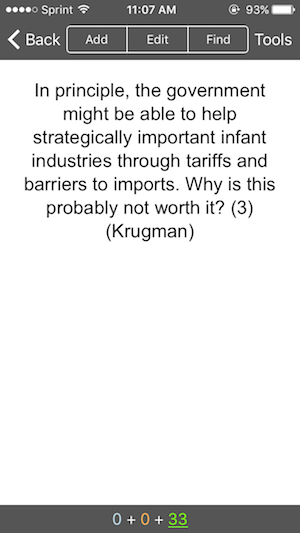 Sprint 11:07 AM 93%
Back Add Edit Find Tools
In principle, the government
might be able to help
strategically important infant
industries through tariffs and
barriers to imports. Why is this
probably not worth it? (3)
(Krugman)
0 + 0 + 33